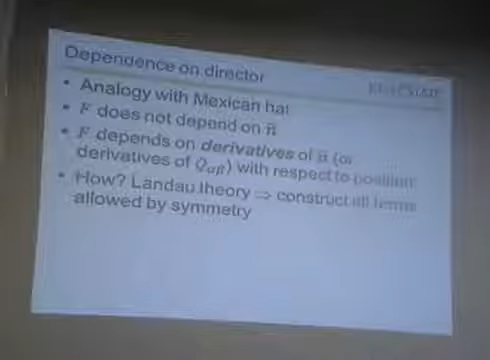 Dependence on director
• Analogy with Mexican hat
• F does not depend on n̂
• F depends on derivatives of n̂ (or
derivatives of Qαβ) with respect to position
• How? Landau theory ⇒ construct all terms
allowed by symmetry